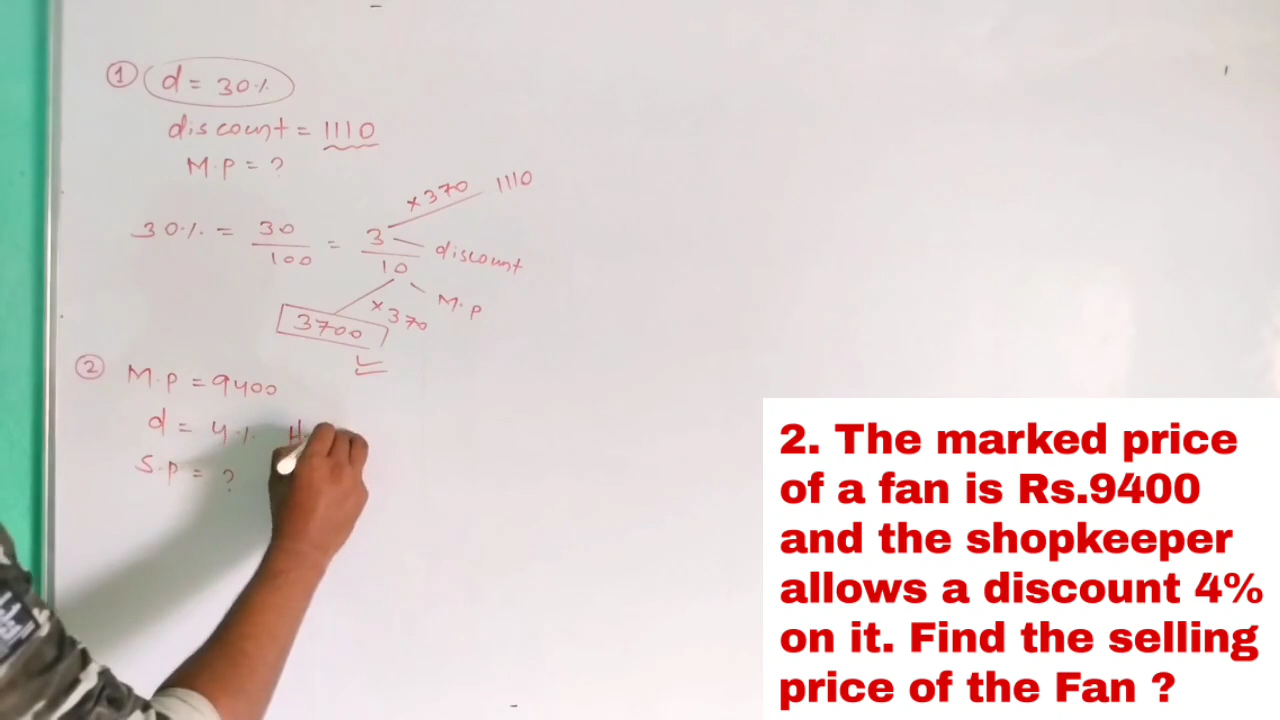 ① d = 30%
discount = 1110
M.P = ?
×370 1110
30% = 30/100 = 3/10
discount
M.P
×370
3700
② M.P = 9400
d = 4%
S.P = ?
2. The marked price
of a fan is Rs.9400
and the shopkeeper
allows a discount 4%
on it. Find the selling
price of the Fan ?